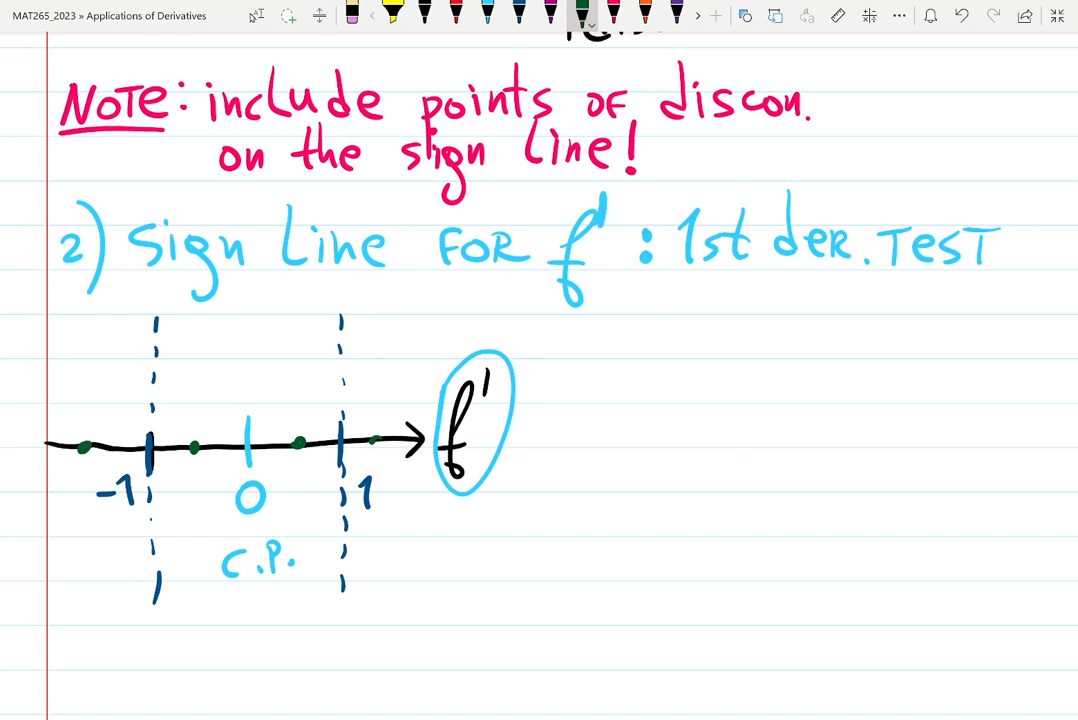 MAT265_2023 » Applications of Derivatives
NOTE: include points OF discon.
on the sign line!
2) Sign Line FOR f' : 1st der. TEST
f'
-1 0 1
C.P.